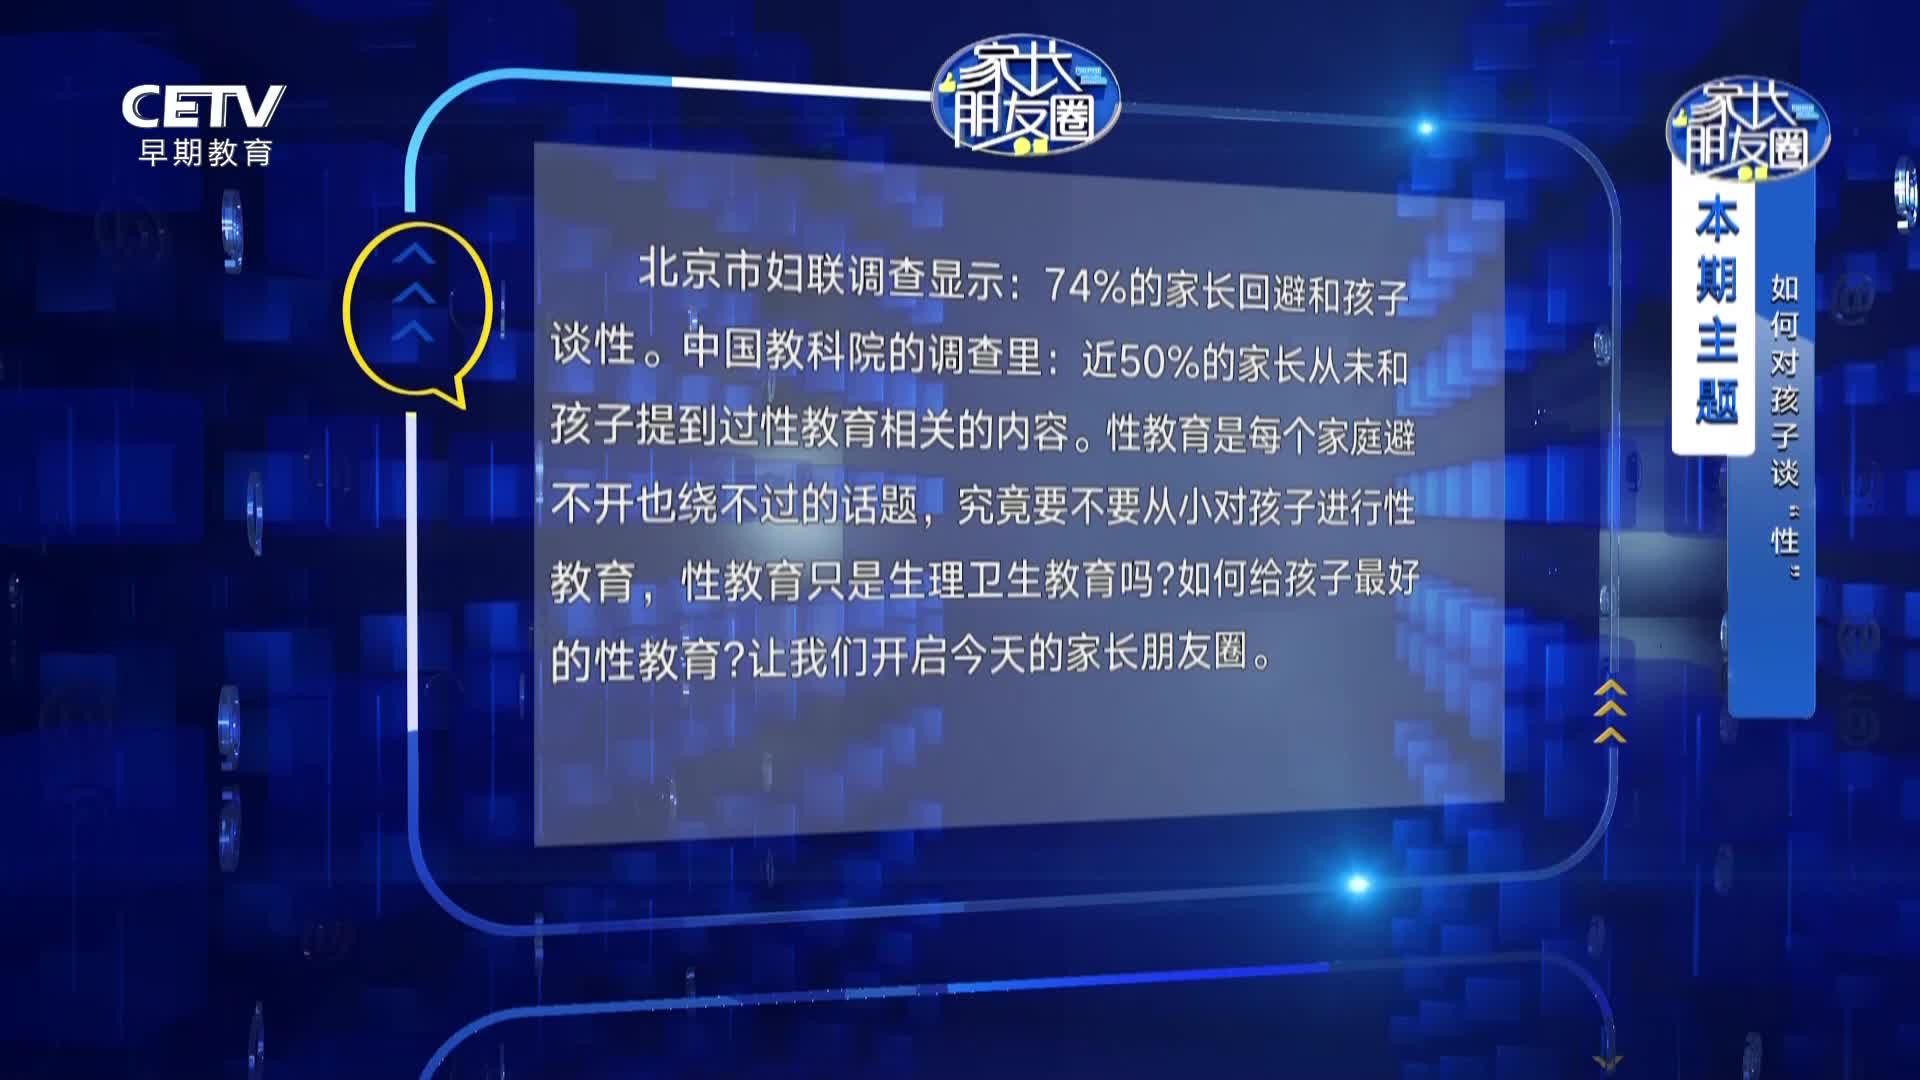 CETV
早期教育
家长
朋友圈
北京市妇联调查显示：74%的家长回避和孩子
谈性。中国教科院的调查里：近50%的家长从未和
孩子提到过性教育相关的内容。性教育是每个家庭避
不开也绕不过的话题，究竟要不要从小对孩子进行性
教育，性教育只是生理卫生教育吗?如何给孩子最好
的性教育?让我们开启今天的家长朋友圈。
家长
朋友圈
本期主题
如何对孩子谈“性”